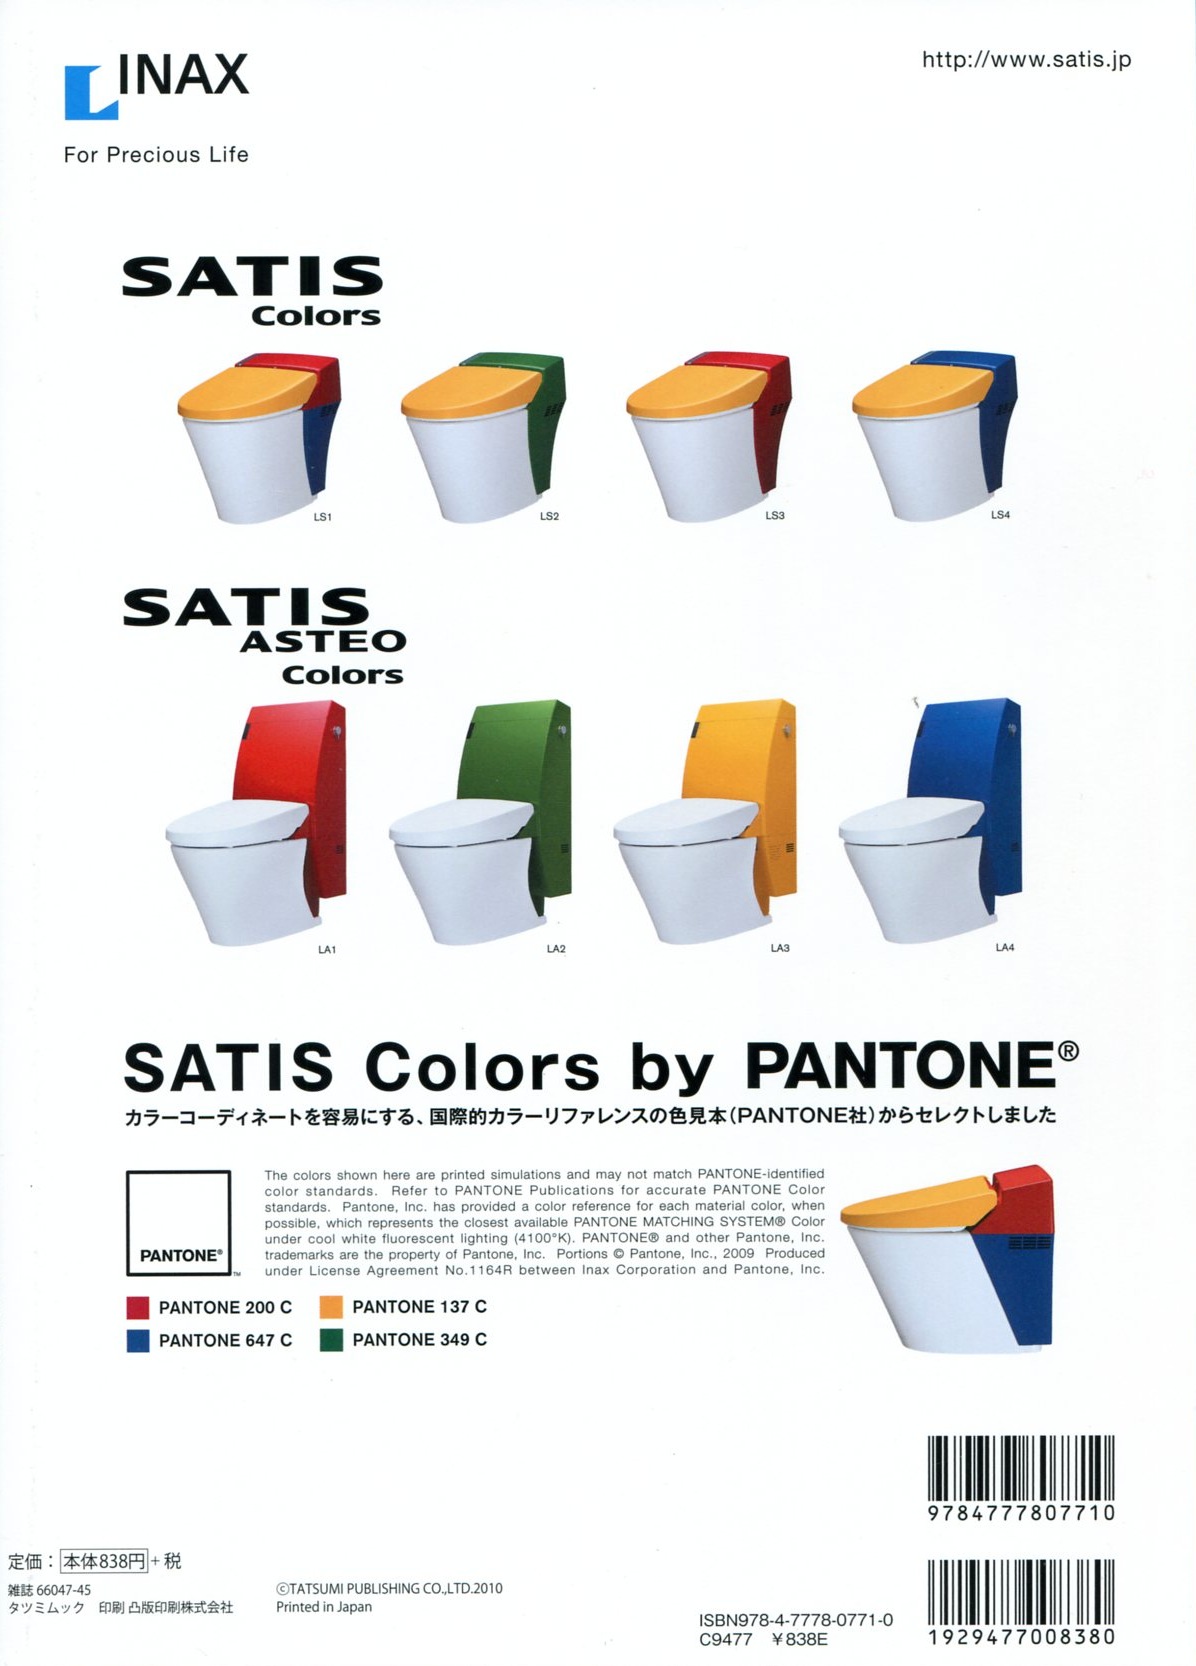 INAX
http://www.satis.jp
For Precious Life
SATIS
Colors
LS1
LS2
LS3
LS4
SATIS
ASTEO
Colors
LA1
LA2
LA3
LA4
SATIS Colors by PANTONE®
カラーコーディネートを容易にする、国際的カラーリファレンスの色見本(PANTONE社)からセレクトしました
PANTONE®
™
The colors shown here are printed simulations and may not match PANTONE-identified
color standards. Refer to PANTONE Publications for accurate PANTONE Color
standards. Pantone, Inc. has provided a color reference for each material color, when
possible, which represents the closest available PANTONE MATCHING SYSTEM® Color
under cool white fluorescent lighting (4100°K). PANTONE® and other Pantone, Inc.
trademarks are the property of Pantone, Inc. Portions © Pantone, Inc., 2009 Produced
under License Agreement No.1164R between Inax Corporation and Pantone, Inc.
PANTONE 200 C
PANTONE 137 C
PANTONE 647 C
PANTONE 349 C
9784777807710
定価：本体838円+税
雑誌 66047-45
タツミムック 印刷 凸版印刷株式会社
©TATSUMI PUBLISHING CO.,LTD.2010
Printed in Japan
ISBN978-4-7778-0771-0
C9477 ￥838E
1929477008380